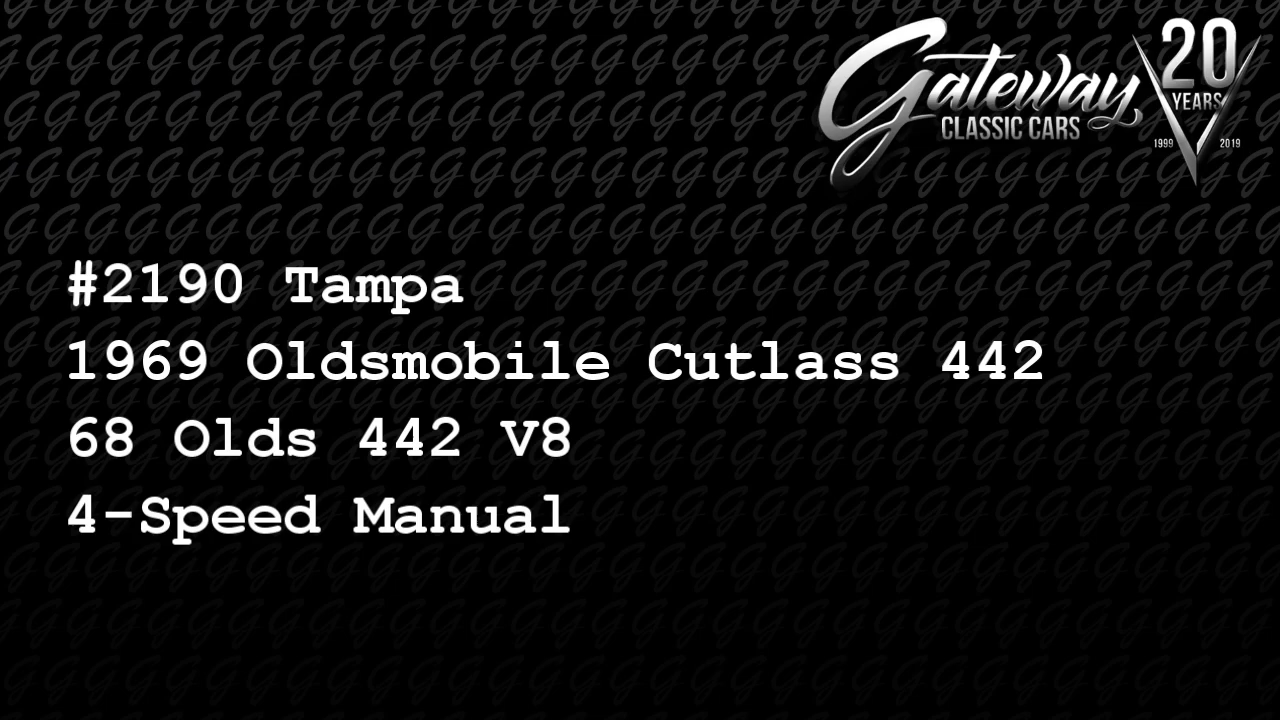 Gateway
CLASSIC CARS
20
YEARS
1999 2019
#2190 Tampa
1969 Oldsmobile Cutlass 442
68 Olds 442 V8
4-Speed Manual